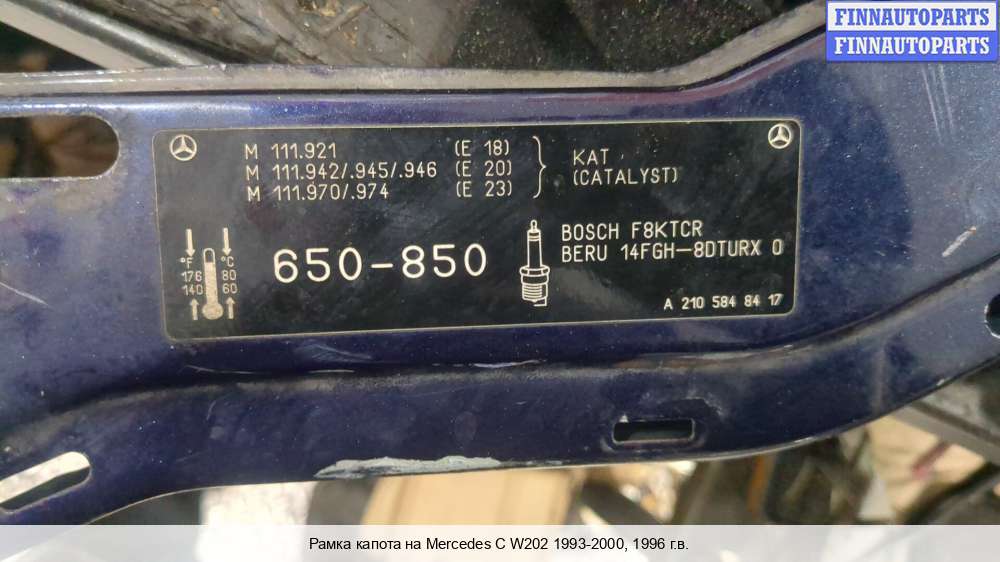 FINNAUTOPARTS
FINNAUTOPARTS
M 111.921 (E 18)
M 111.942/.945/.946 (E 20)
M 111.970/.974 (E 23)
KAT
(CATALYST)
°F °C
176 80
140 60
650-850
BOSCH F8KTCR
BERU 14FGH-8DTURX 0
A 210 584 84 17
Рамка капота на Mercedes C W202 1993-2000, 1996 г.в.